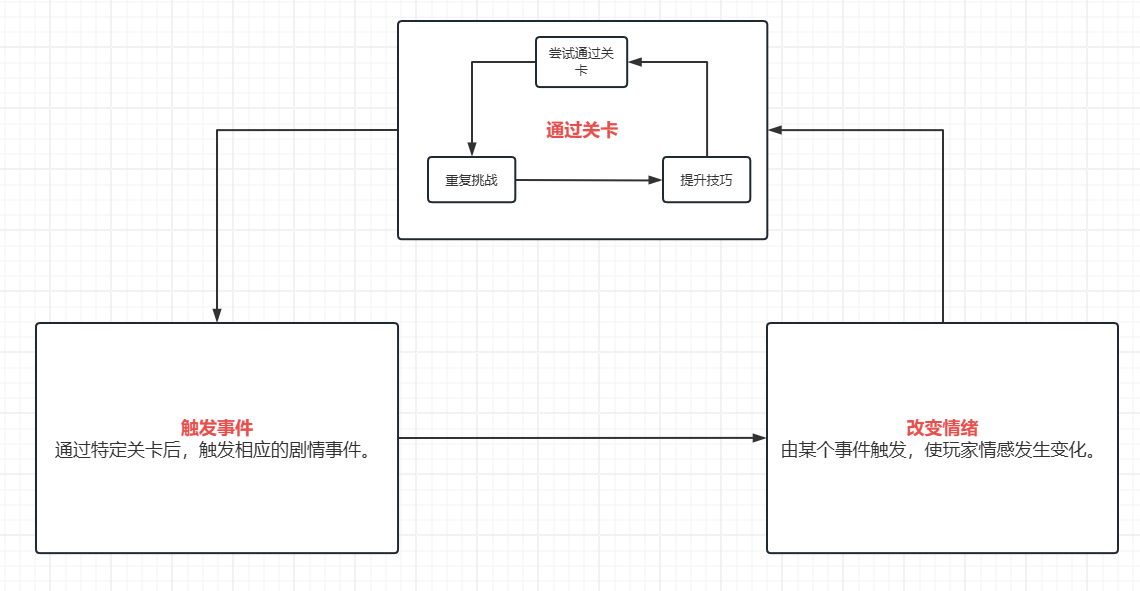 尝试通过关
卡
通过关卡
重复挑战
提升技巧
触发事件
通过特定关卡后，触发相应的剧情事件。
改变情绪
由某个事件触发，使玩家情感发生变化。